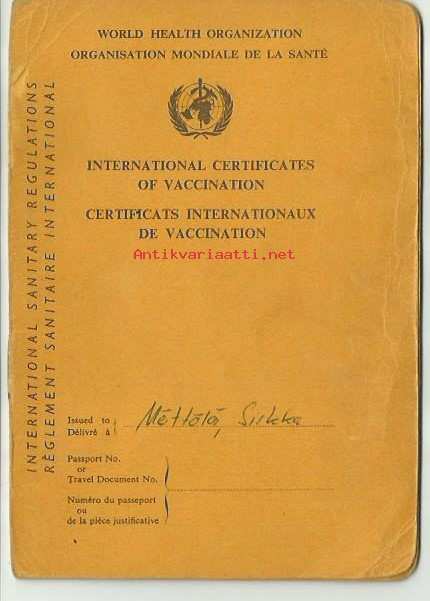 WORLD HEALTH ORGANIZATION
ORGANISATION MONDIALE DE LA SANTÉ
INTERNATIONAL SANITARY REGULATIONS
RÈGLEMENT SANITAIRE INTERNATIONAL
INTERNATIONAL CERTIFICATES
OF VACCINATION
CERTIFICATS INTERNATIONAUX
DE VACCINATION
Antikvariaatti.net
Issued to
Délivré à
Mettälä, Sirkka
Passport No.
or
Travel Document No.
Numéro du passeport
ou
de la pièce justificative